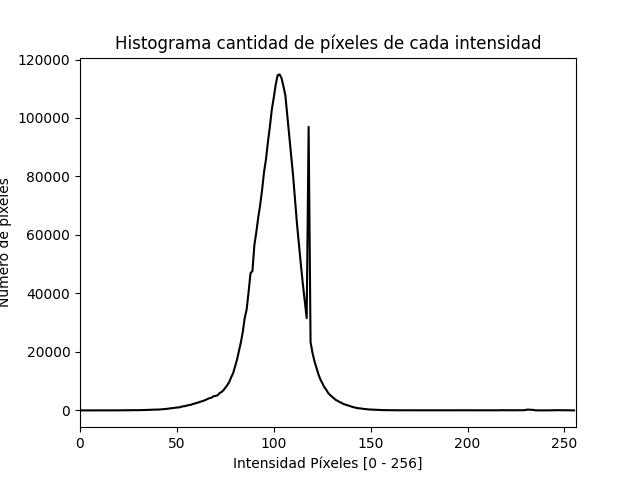 Histograma cantidad de píxeles de cada intensidad
120000
100000
80000
60000
40000
20000
0
Número de píxeles
0 50 100 150 200 250
Intensidad Píxeles [0 - 256]